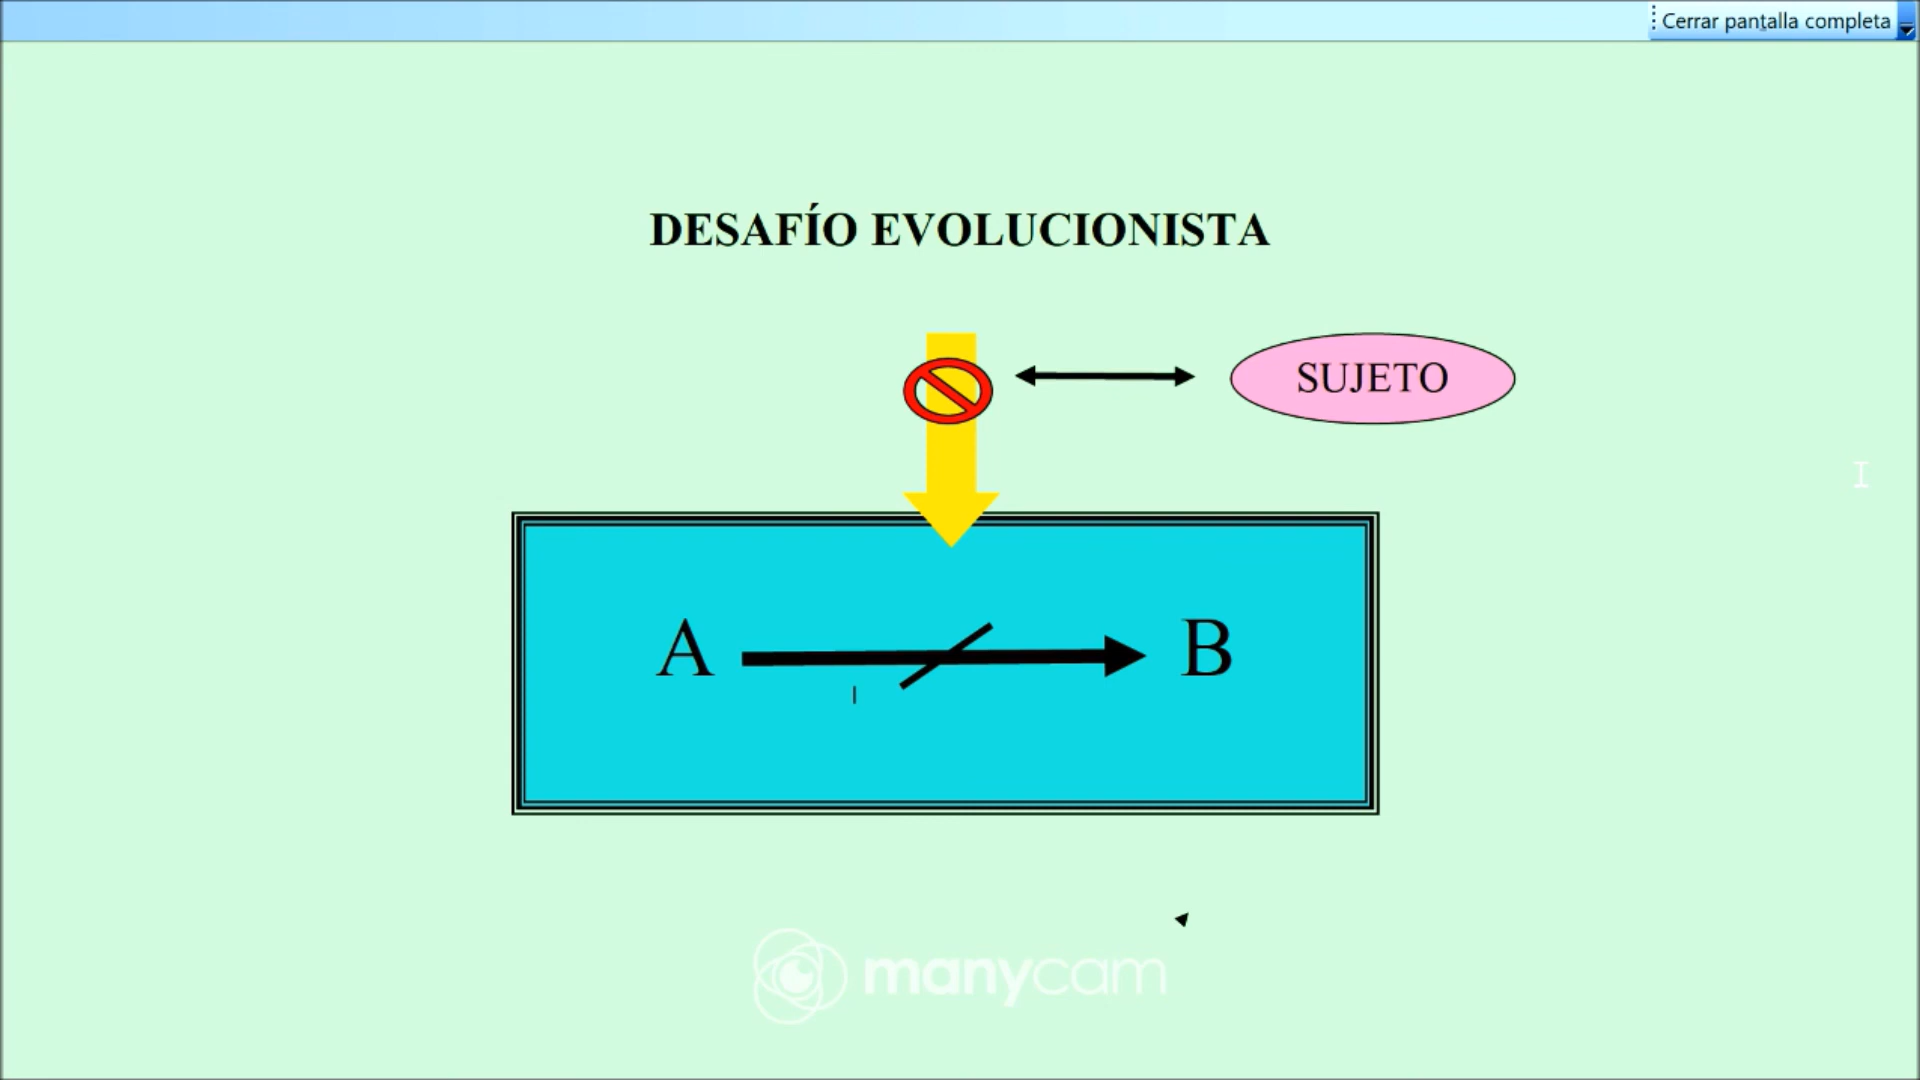 Cerrar pantalla completa
DESAFÍO EVOLUCIONISTA
SUJETO
A
B
manycam